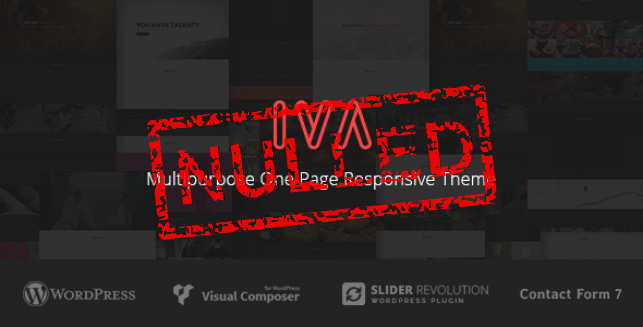 YOU HAVE TALENT?
IVA
NULLED
Multipurpose One Page Responsive Theme
WORDPRESS
for WordPress
Visual Composer
SLIDER REVOLUTION
WORDPRESS PLUGIN
Contact Form 7